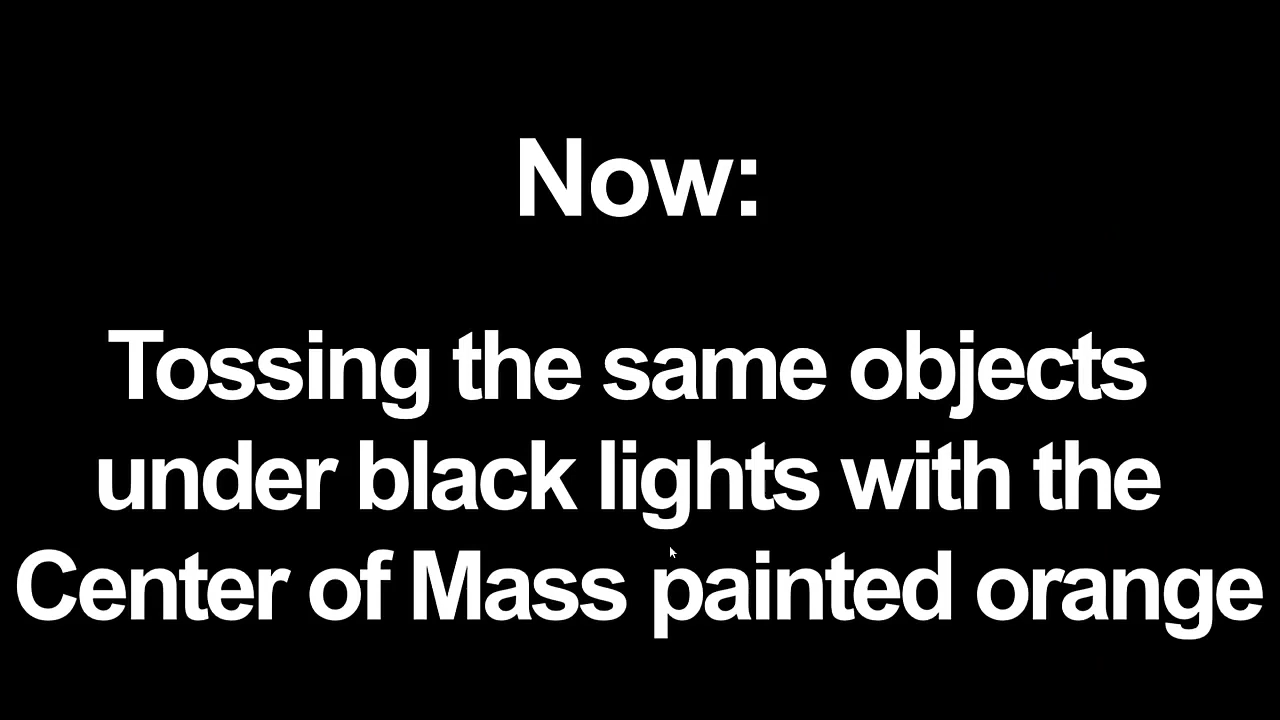 Now:
Tossing the same objects
under black lights with the
Center of Mass painted orange